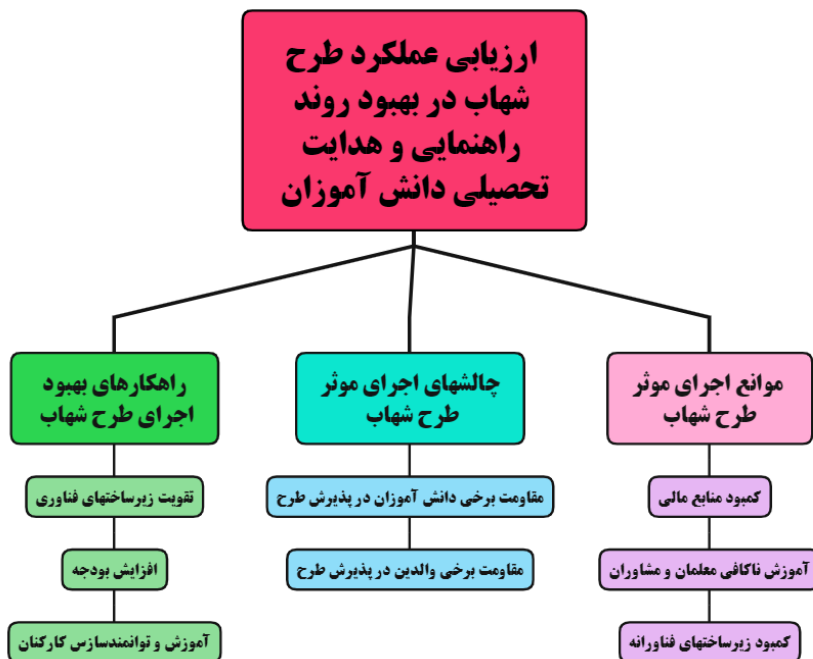 ارزیابی عملکرد طرح
شهاب در بهبود روند
راهنمایی و هدایت
تحصیلی دانش آموزان
موانع اجرای موثر
طرح شهاب
کمبود منابع مالی
آموزش ناکافی معلمان و مشاوران
کمبود زیرساختهای فناورانه
چالشهای اجرای موثر
طرح شهاب
مقاومت برخی دانش آموزان در پذیرش طرح
مقاومت برخی والدین در پذیرش طرح
راهکارهای بهبود
اجرای طرح شهاب
تقویت زیرساختهای فناوری
افزایش بودجه
آموزش و توانمندسازس کارکنان